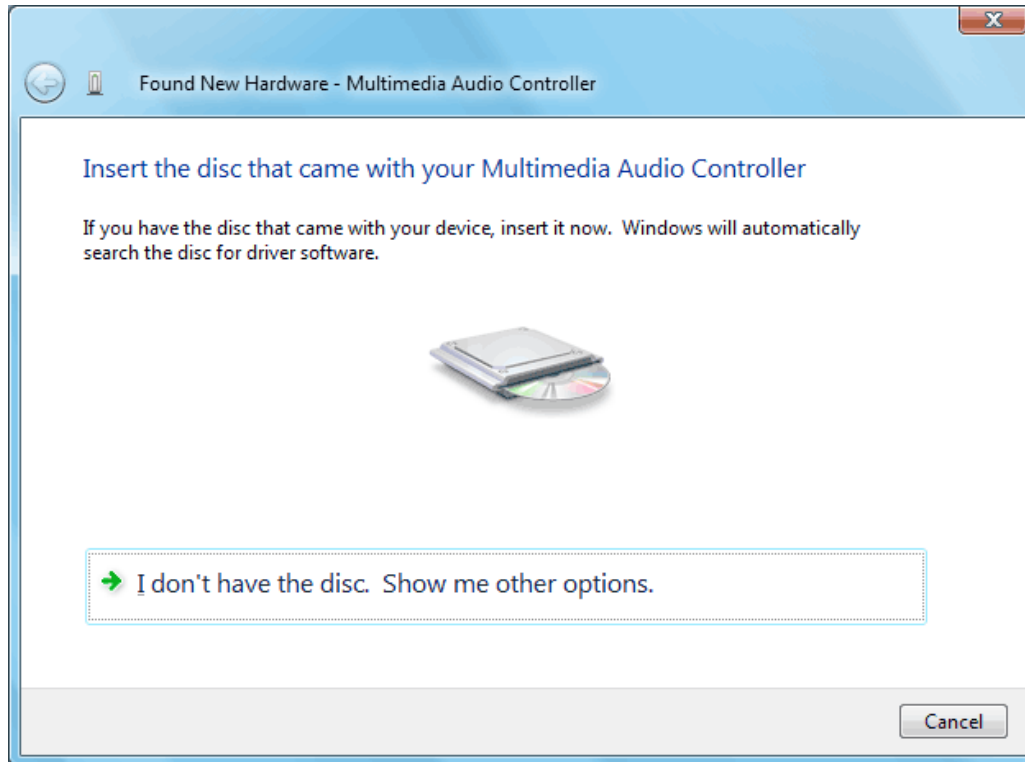 X
Found New Hardware - Multimedia Audio Controller
Insert the disc that came with your Multimedia Audio Controller
If you have the disc that came with your device, insert it now.  Windows will automatically
search the disc for driver software.
I don't have the disc.  Show me other options.
Cancel